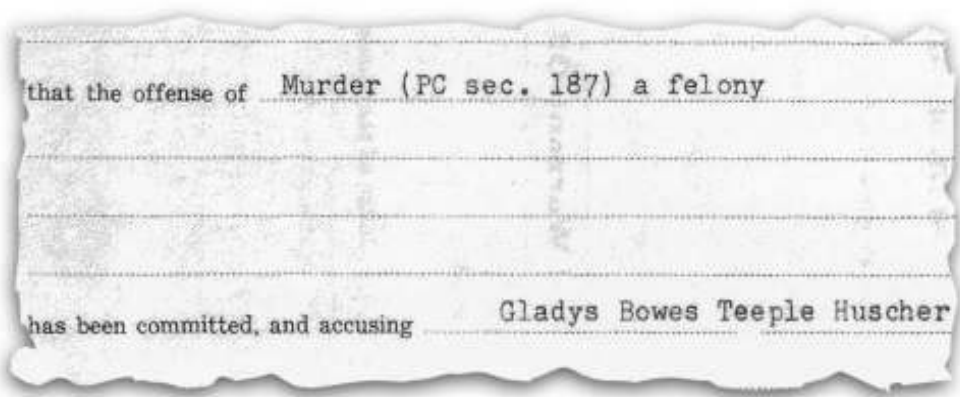 that the offense of Murder (PC sec. 187) a felony
has been committed, and accusing Gladys Bowes Teeple Huscher